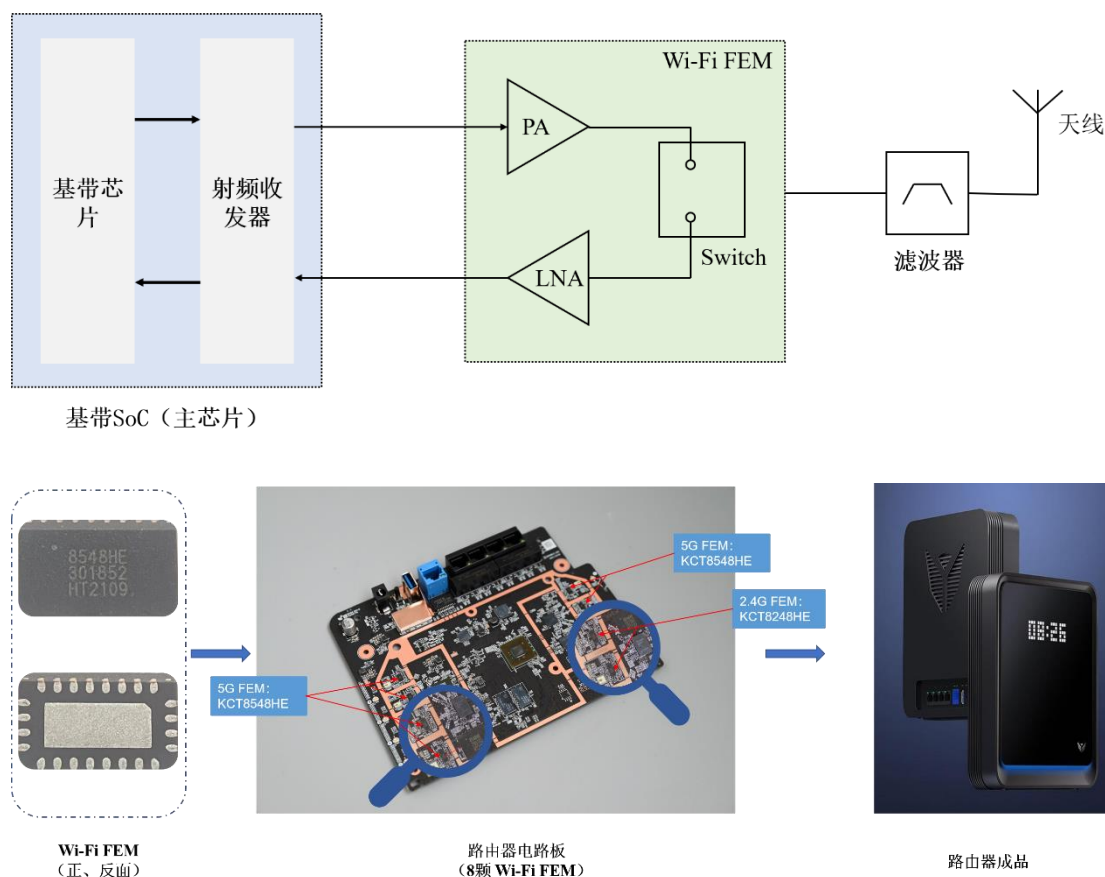 Wi-Fi FEM
PA
天线
基带芯
片
射频收
发器
Switch
LNA
滤波器
基带SoC（主芯片）
8548HE
301852
HT2109.
5G FEM：
KCT8548HE
2.4G FEM：
KCT8248HE
5G FEM：
KCT8548HE
08:26
Wi-Fi FEM
（正、反面）
路由器电路板
（8颗 Wi-Fi FEM）
路由器成品